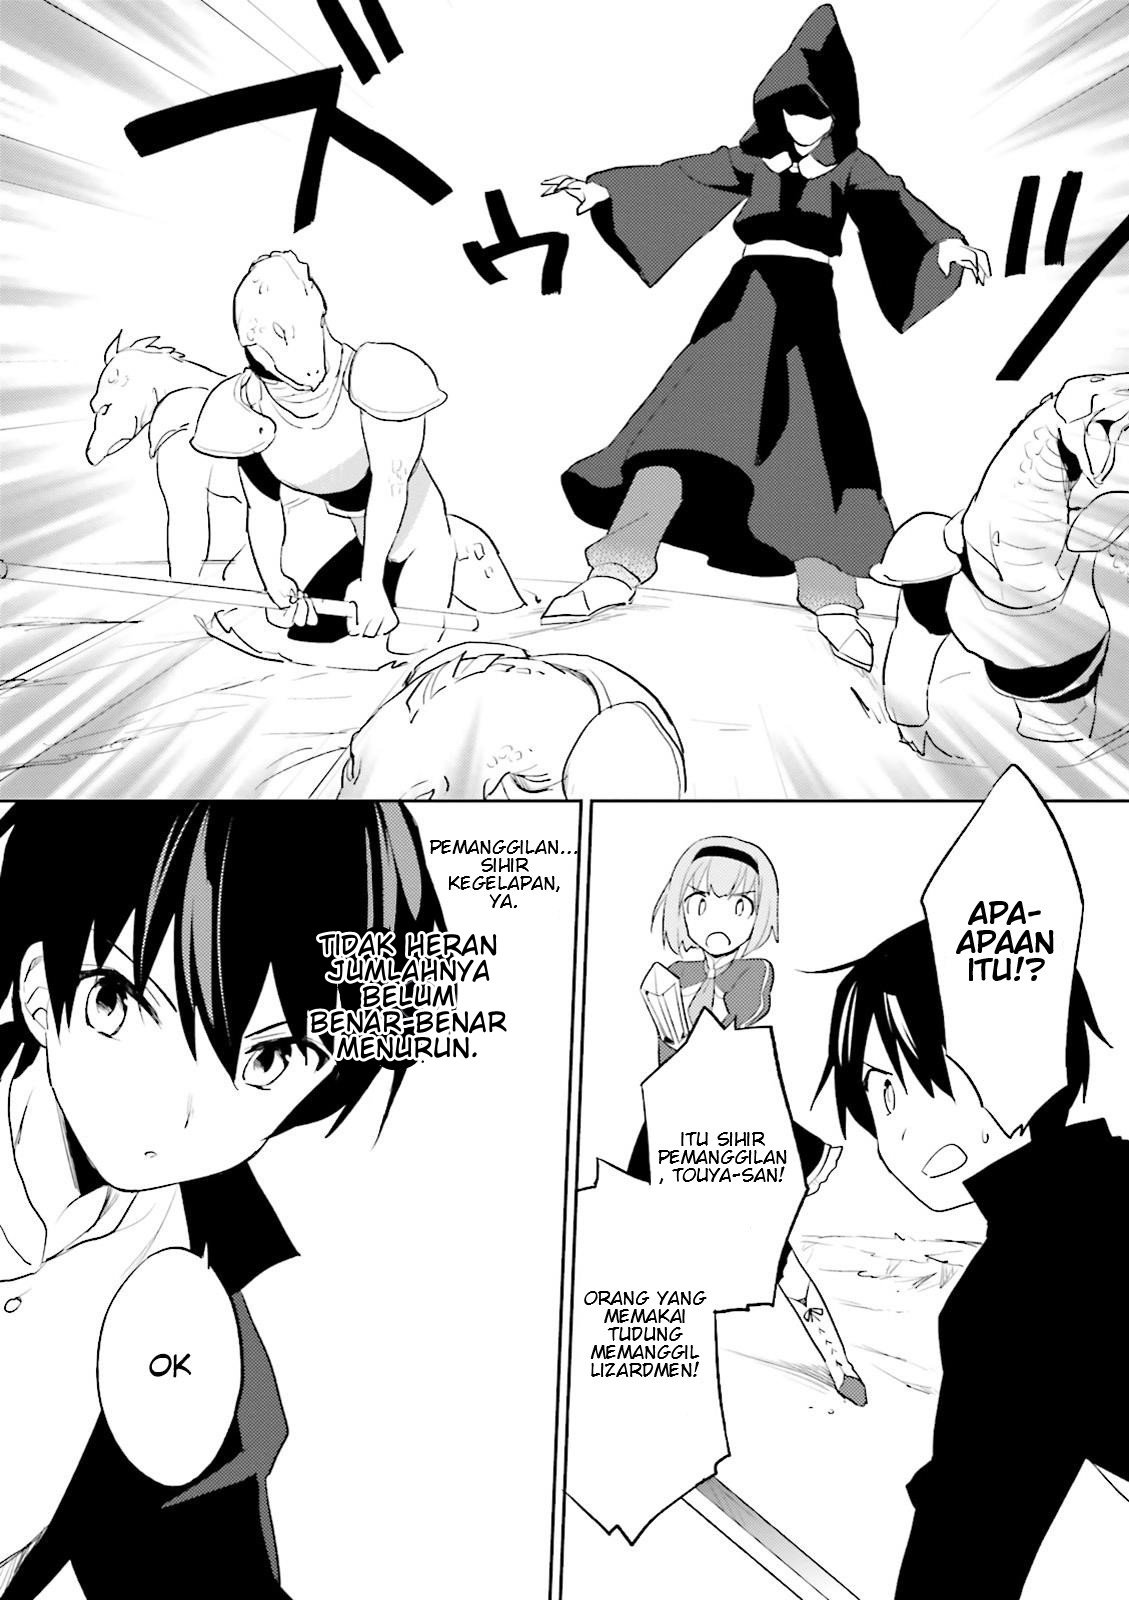 ズウッ
APA-
APAAN
ITU!?
ITU SIHIR
PEMANGGILAN
, TOUYA-SAN!
ORANG YANG
MEMAKAI
TUDUNG
MEMANGGIL
LIZARDMEN!
PEMANGGILAN...
SIHIR
KEGELAPAN,
YA.
TIDAK HERAN
JUMLAHNYA
BELUM
BENAR-BENAR
MENURUN.
OK